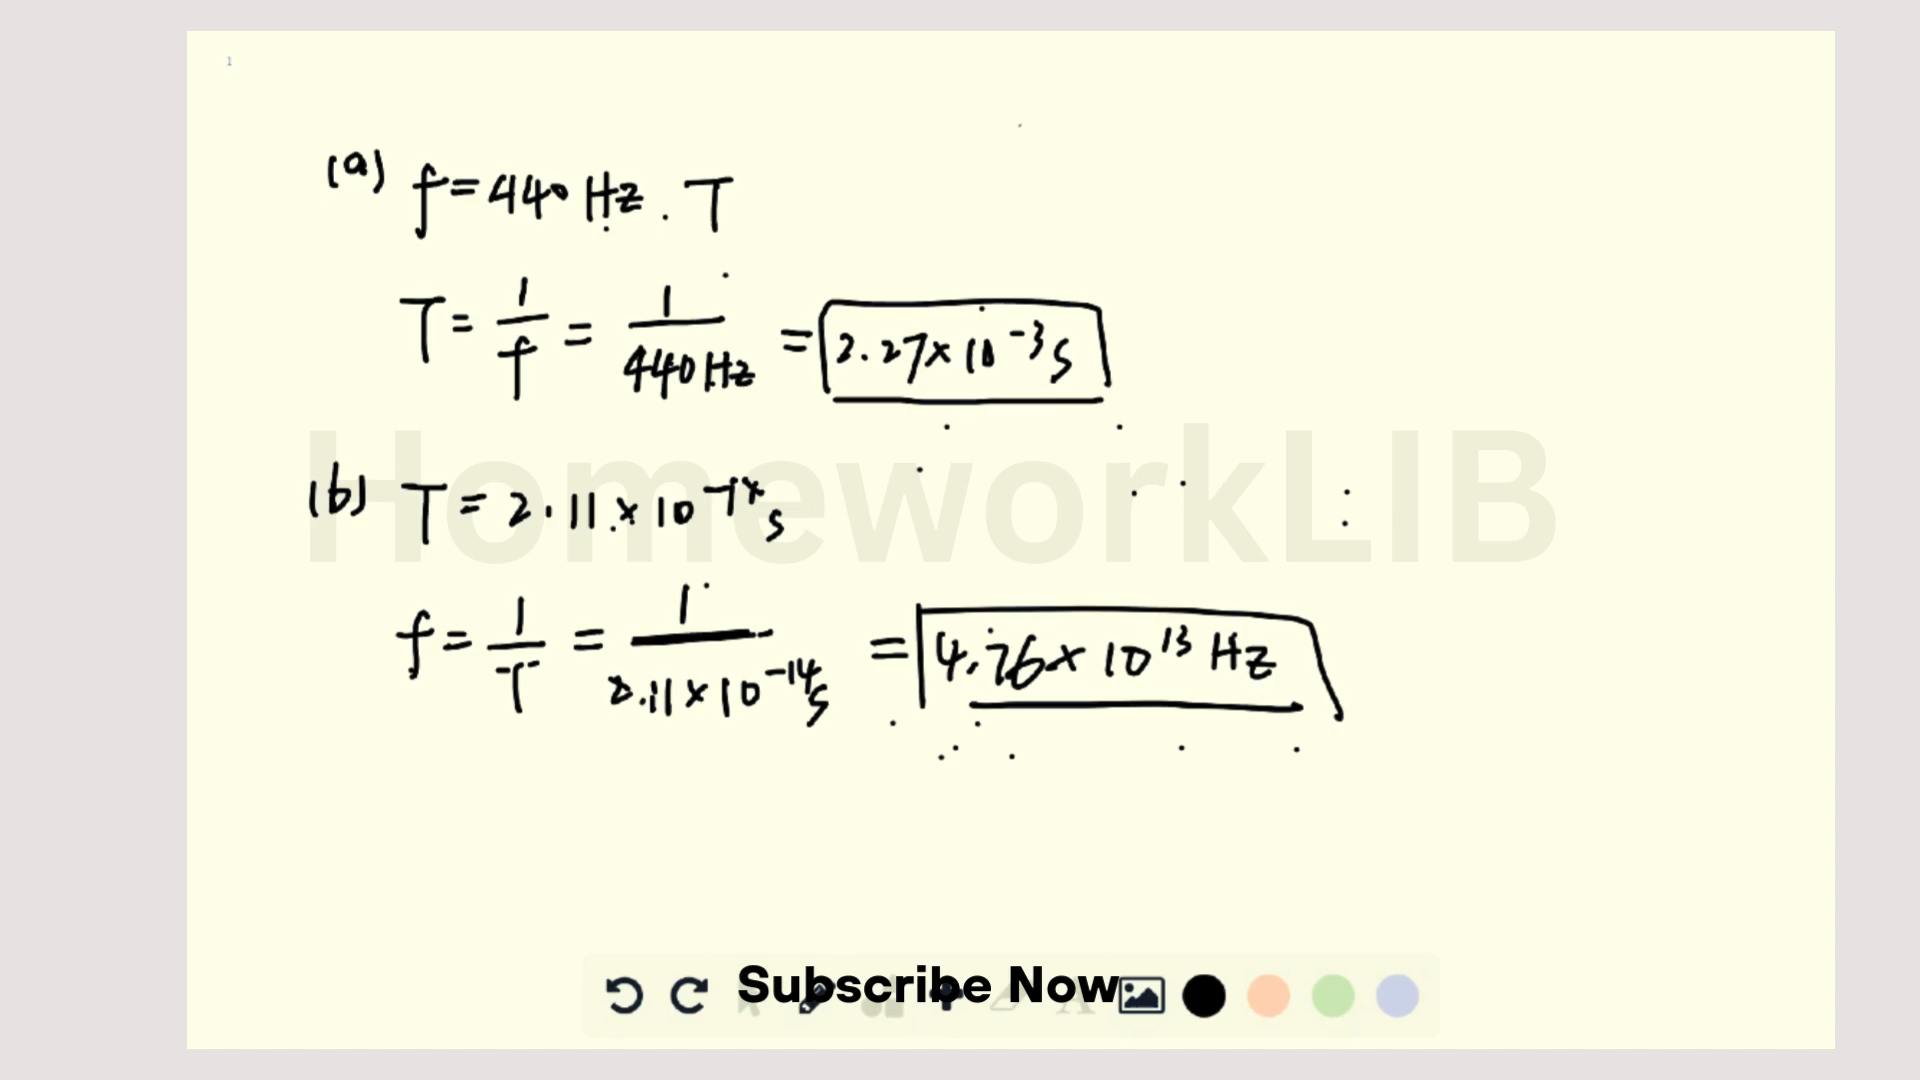 1
(a) f = 440 Hz . T
T = 1/f = 1/440 Hz = 2.27 × 10⁻³ s
HomeworkLIB
(b) T = 2.11 × 10⁻¹⁴ s
f = 1/T = 1/2.11 × 10⁻¹⁴ s = 4.76 × 10¹³ Hz
Subscribe Now